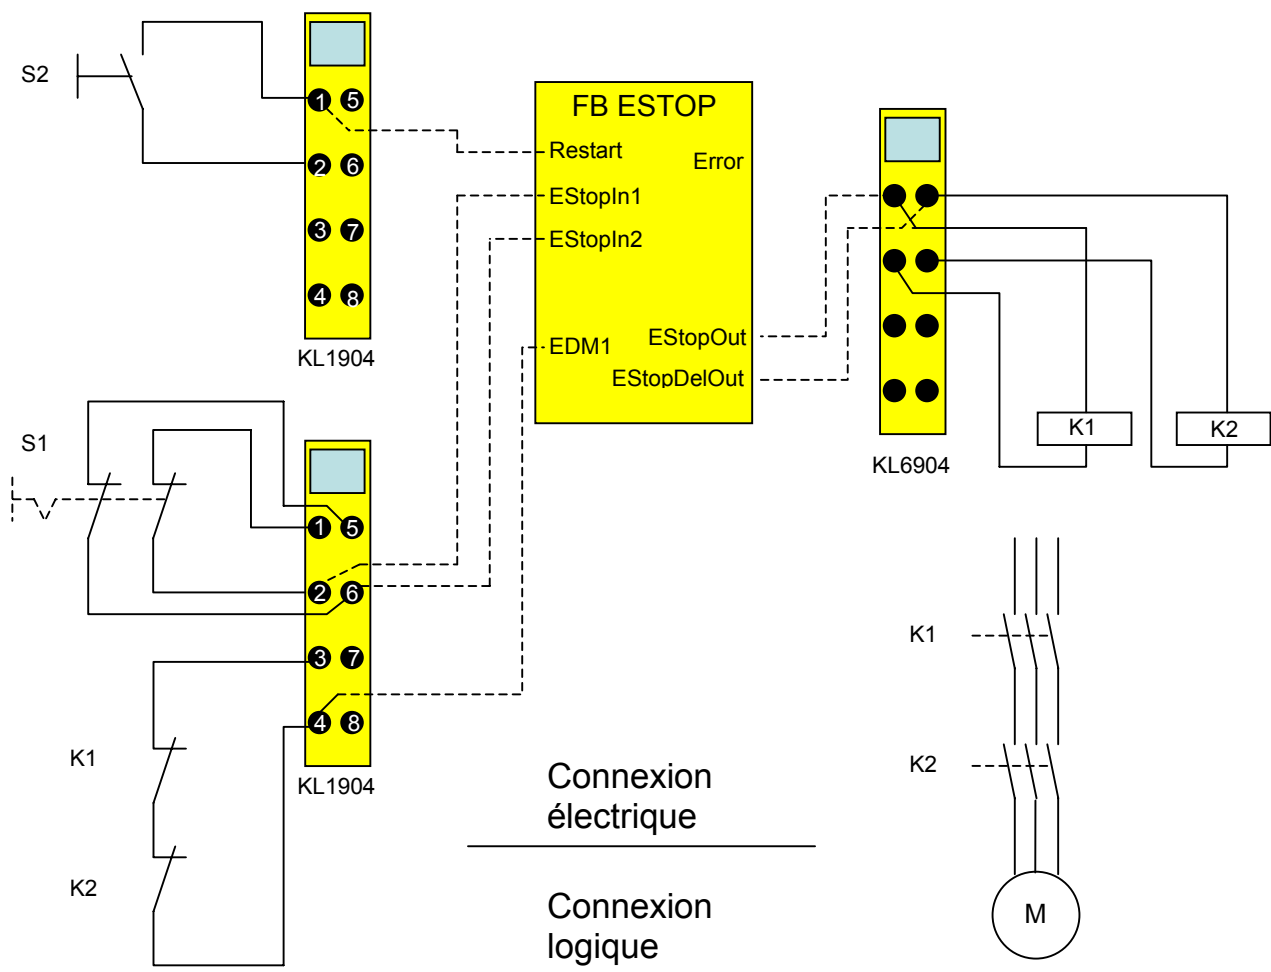 S2
1 5
2 6
3 7
4 8
KL1904
FB ESTOP
Restart
Error
EStopIn1
EStopIn2
EDM1
EStopOut
EStopDelOut
KL6904
K1
K2
S1
1 5
2 6
3 7
4 8
KL1904
K1
K2
Connexion
électrique
Connexion
logique
K1
K2
M